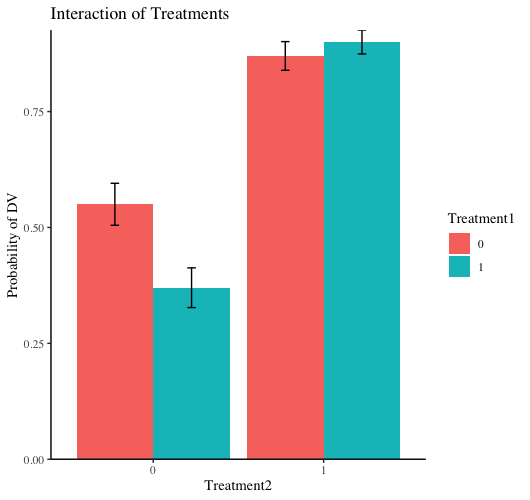 Interaction of Treatments
Probability of DV
0.75
0.50
0.25
0.00
0
1
Treatment2
Treatment1
0
1